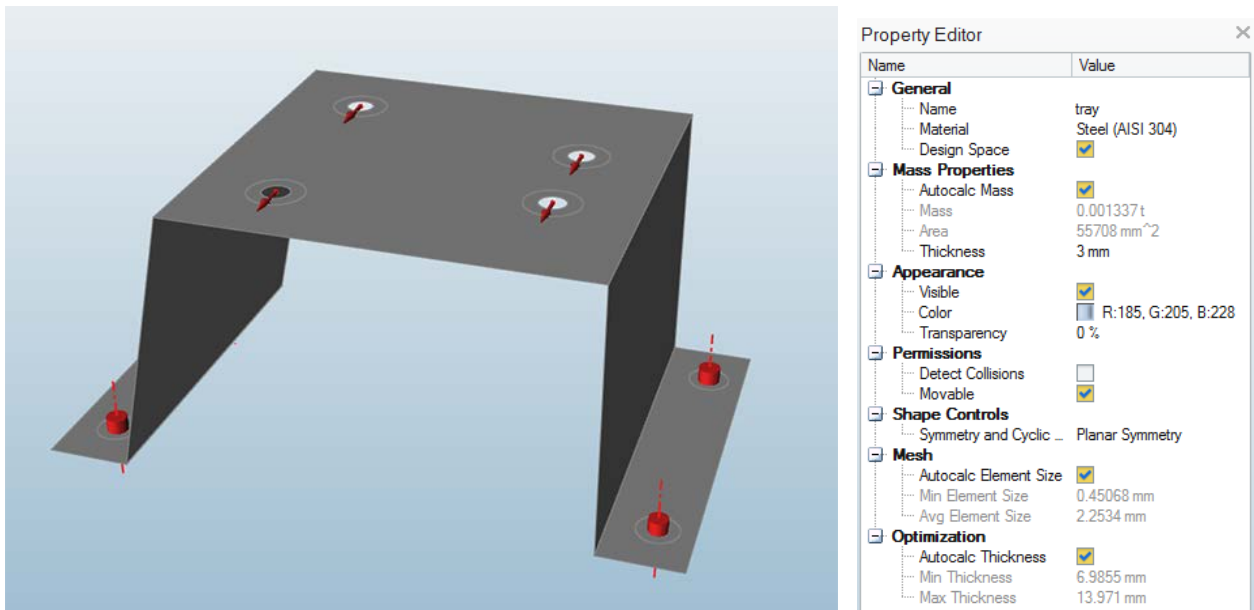 Property Editor
Name Value
General
Name tray
Material Steel (AISI 304)
Design Space
Mass Properties
Autocalc Mass
Mass 0.001337 t
Area 55708 mm^2
Thickness 3 mm
Appearance
Visible
Color R:185, G:205, B:228
Transparency 0 %
Permissions
Detect Collisions
Movable
Shape Controls
Symmetry and Cyclic ... Planar Symmetry
Mesh
Autocalc Element Size
Min Element Size 0.45068 mm
Avg Element Size 2.2534 mm
Optimization
Autocalc Thickness
Min Thickness 6.9855 mm
Max Thickness 13.971 mm